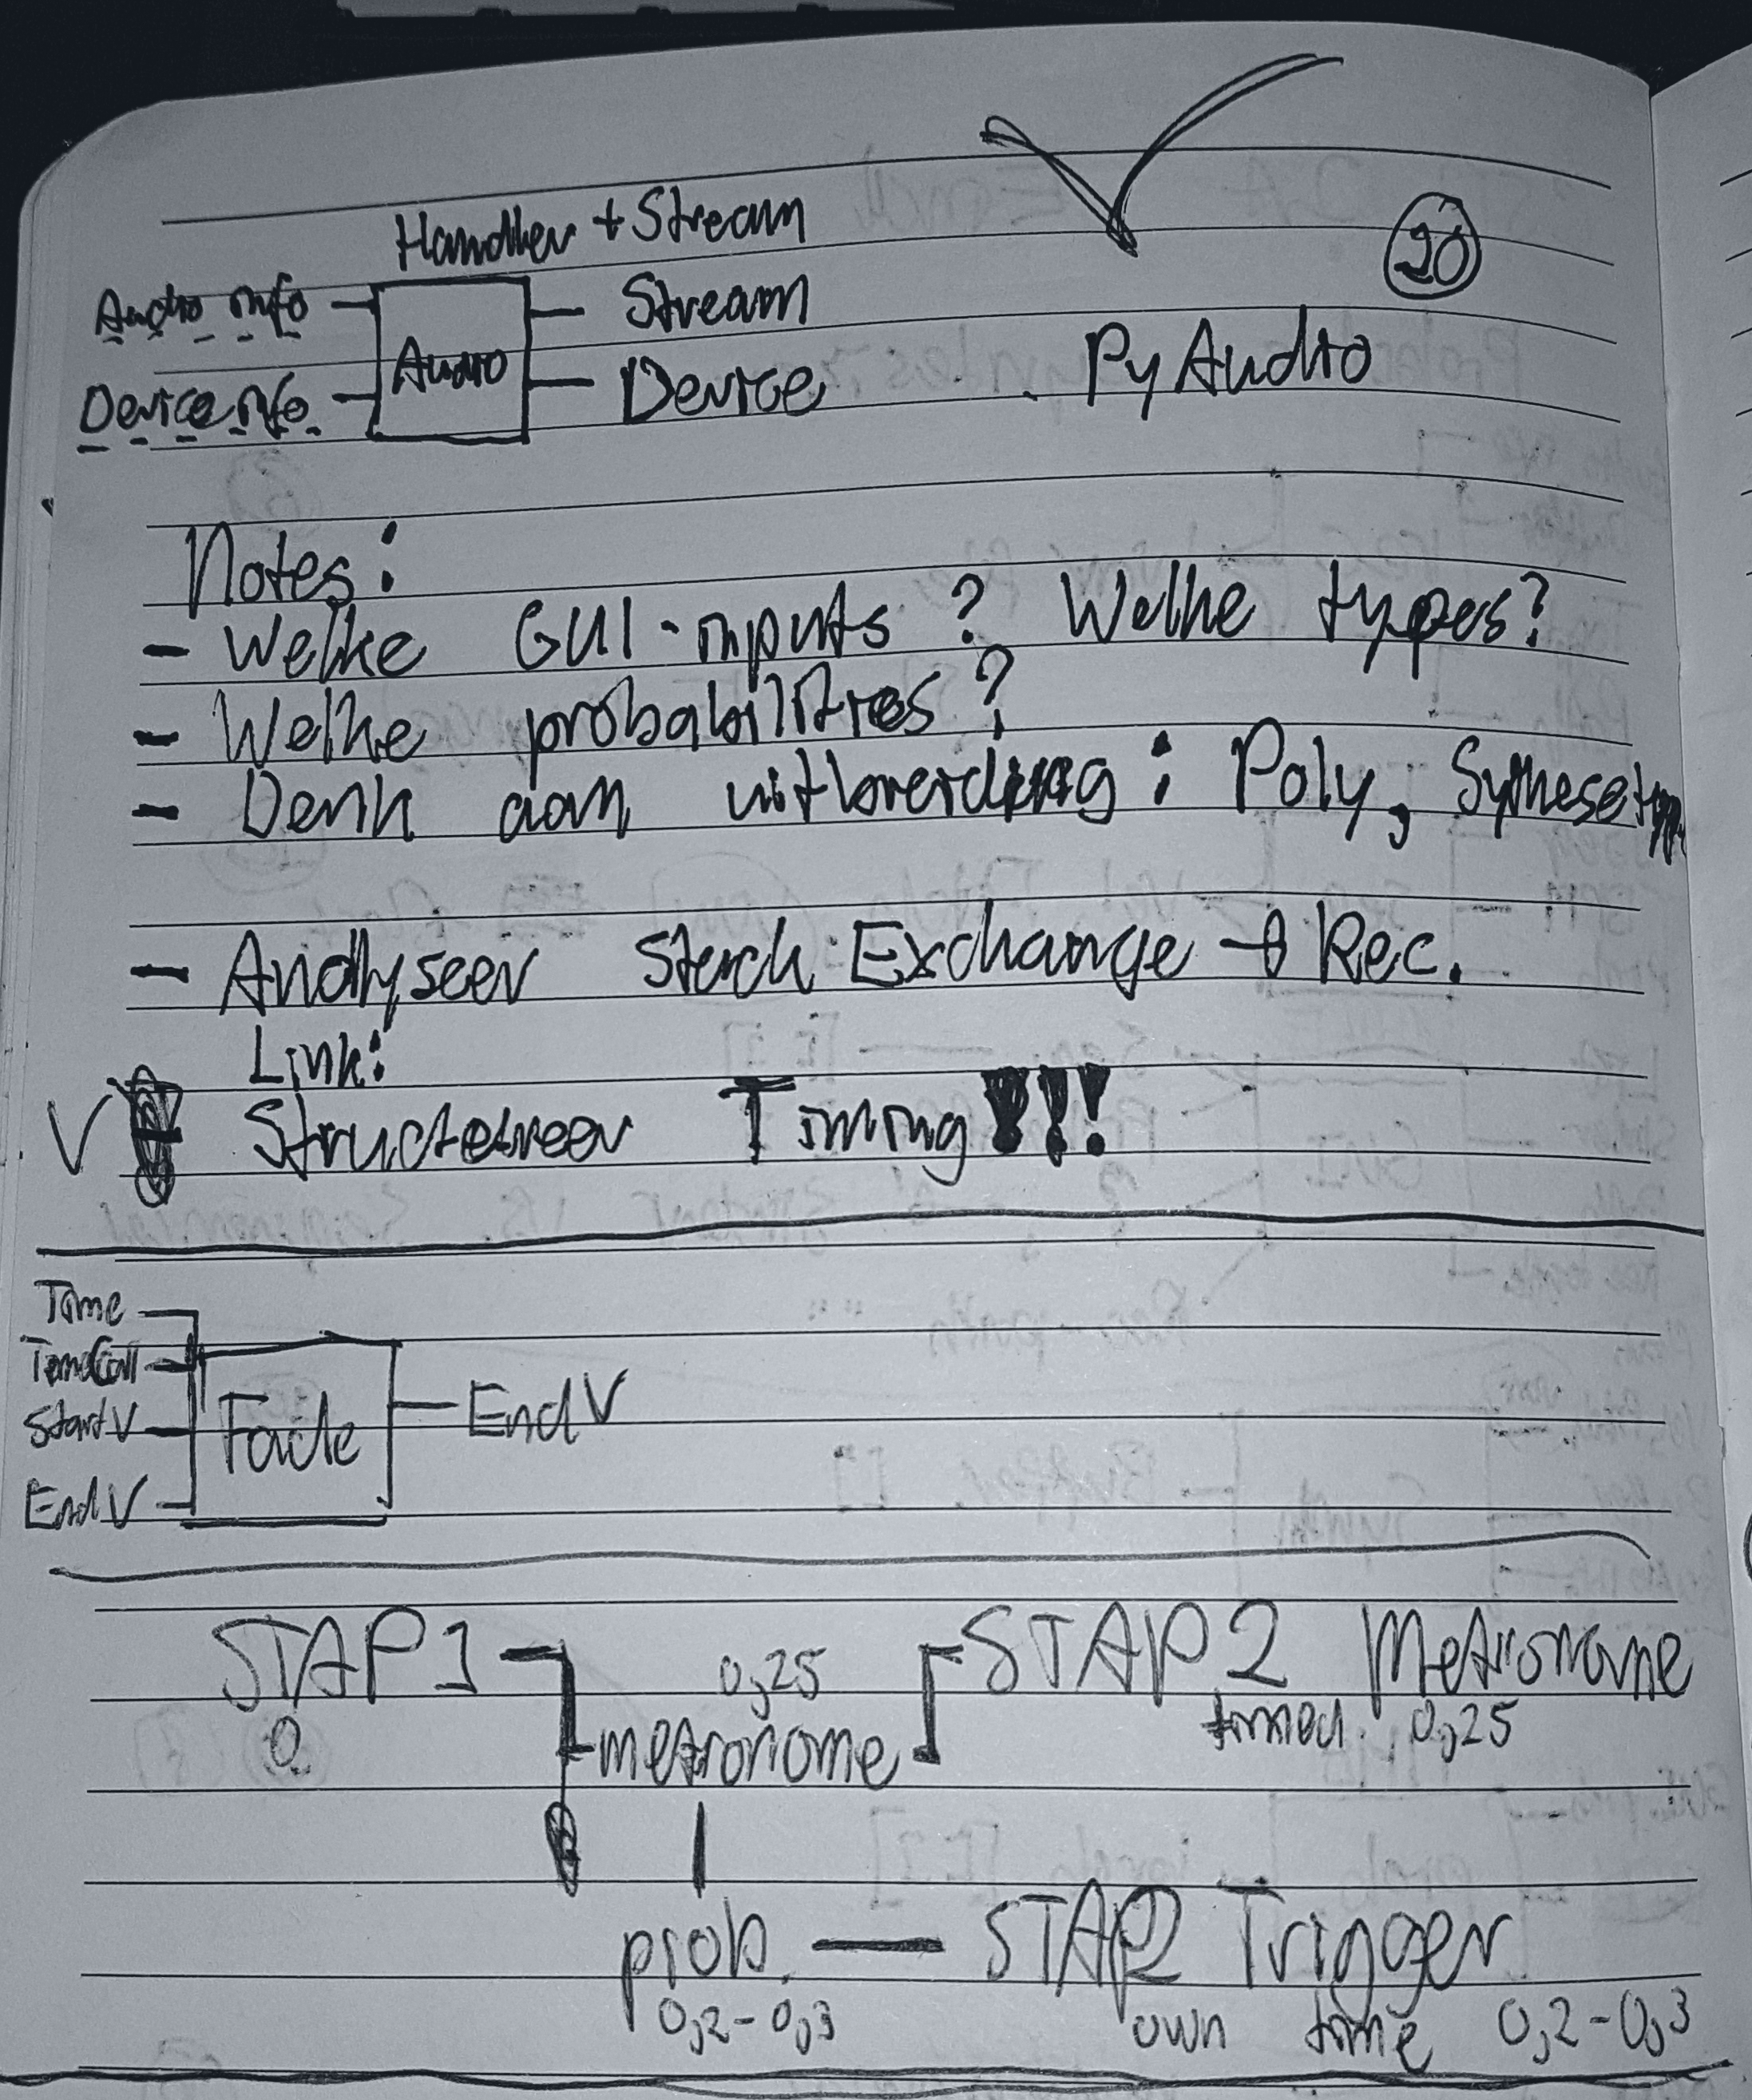 Handler + Stream
20
Audio info
Stream
Audio
Device info
Device
PyAudio
Notes:
- Welke GUI-inputs? Welke types?
- Welke probabilities?
- Denk aan uitbreiding: Poly, Synthesetype
- Analyseer Stack Exchange → Rec.
Link:
V Structureer Timing!!!
Time
StartV
Fade
EndV
EndV
STAP 1
0,25
STAP 2 Metronome
0
metronome
timed 0,25
prob. — STAP2 Trigger
0,2-0,3
own time 0,2-0,3